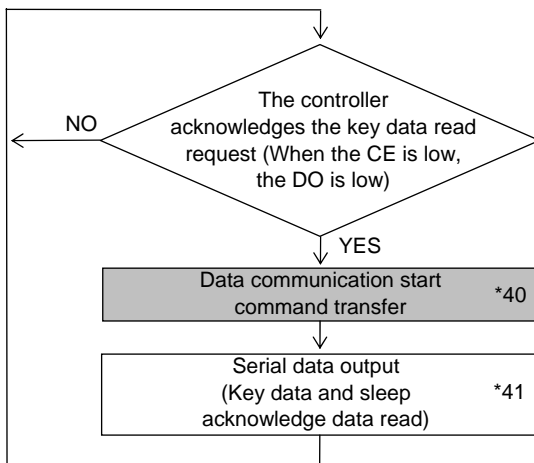 The controller
acknowledges the key data read
request (When the CE is low,
the DO is low)
NO
YES
Data communication start
command transfer
*40
Serial data output
(Key data and sleep
acknowledge data read)
*41